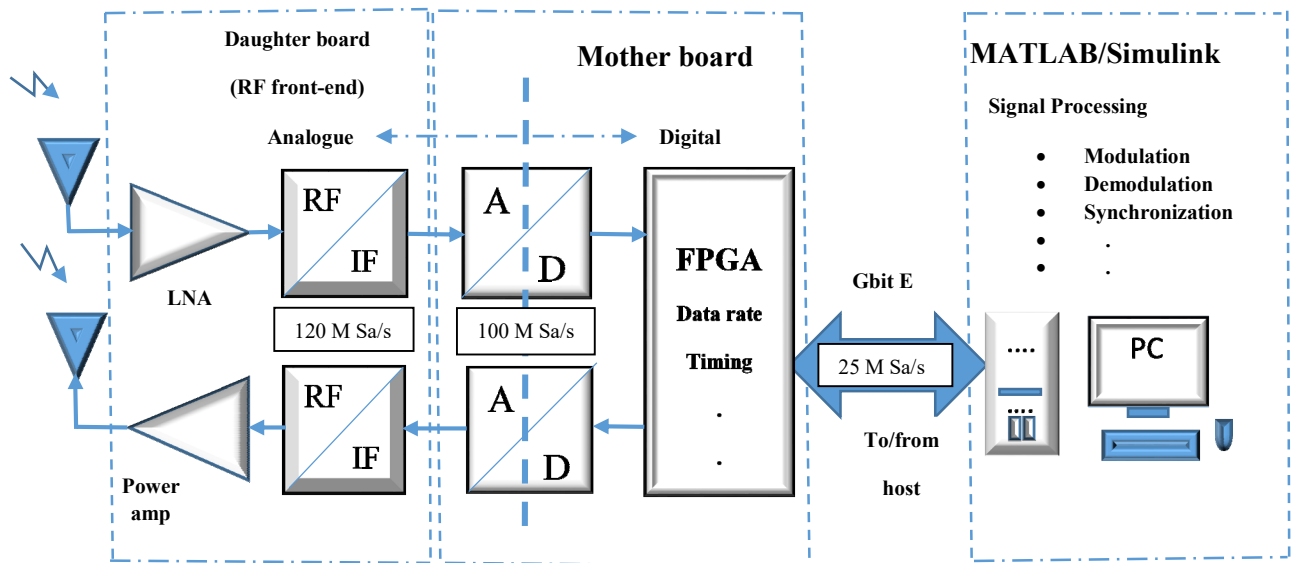 Daughter board
(RF front-end)
Mother board
MATLAB/Simulink
Signal Processing
• Modulation
• Demodulation
• Synchronization
• .
• .
Analogue
Digital
RF
IF
A
D
LNA
120 M Sa/s
100 M Sa/s
FPGA
Data rate
Timing
.
.
Gbit E
25 M Sa/s
To/from
host
....
....
PC
RF
IF
A
D
Power
amp